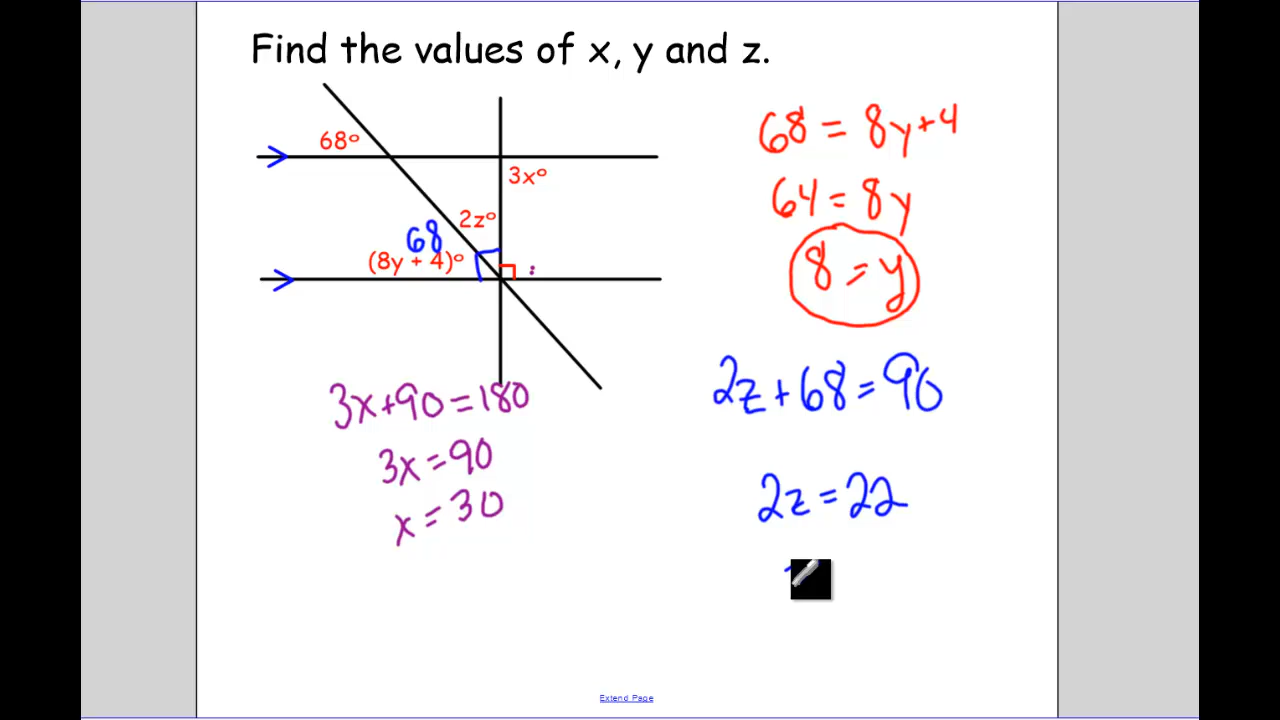 Find the values of x, y and z.
68°
3x°
2z°
68
(8y + 4)°
68 = 8y+4
64 = 8y
8 = y
3x+90=180
3x=90
x=30
2z+68=90
2z=22
Extend Page